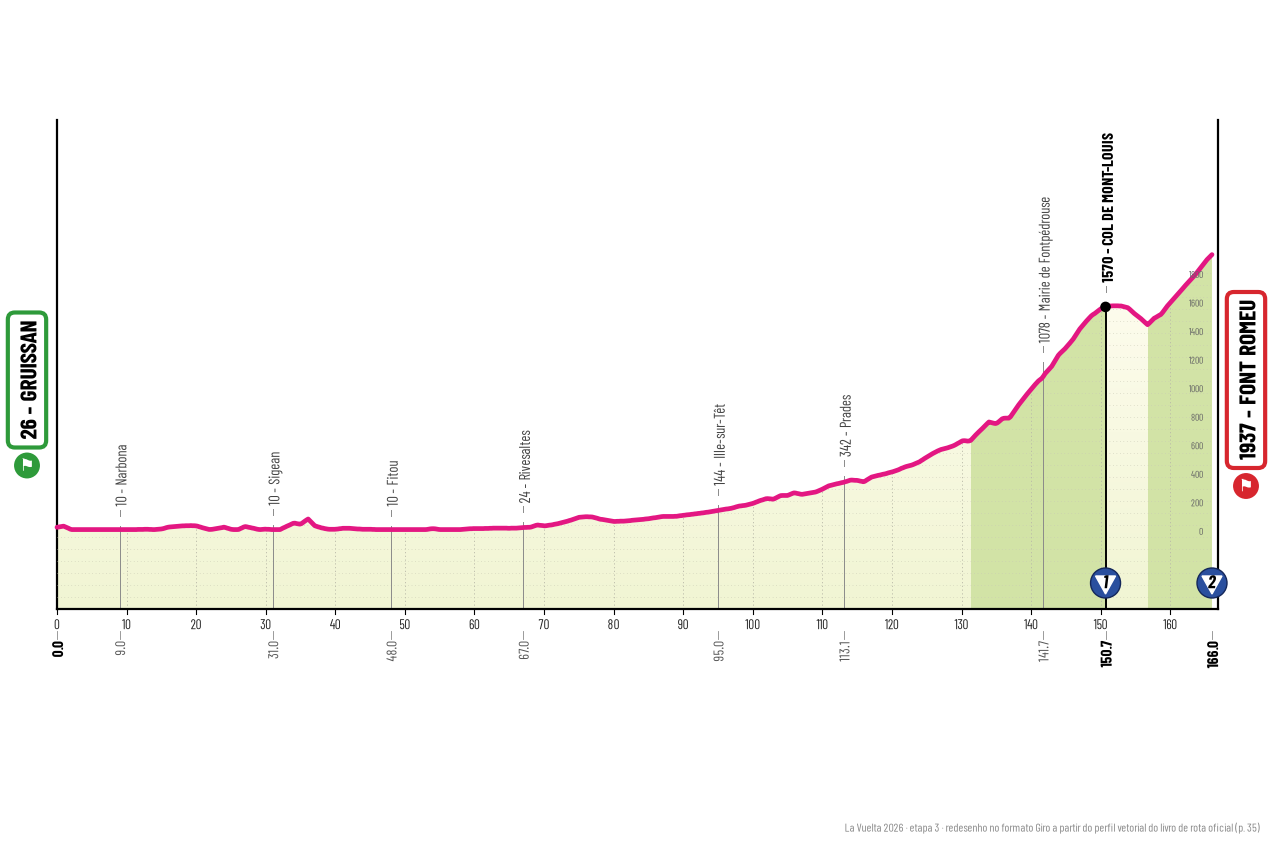 26 - GRUISSAN
10 - Narbona
10 - Sigean
10 - Fitou
24 - Rivesaltes
144 - Ille-sur-Têt
342 - Prades
1078 - Mairie de Fontpédrouse
1570 - COL DE MONT-LOUIS
1937 - FONT ROMEU
1800
1600
1400
1200
1000
800
600
400
200
0
1
2
0 10 20 30 40 50 60 70 80 90 100 110 120 130 140 150 160
0.0 9.0 31.0 48.0 67.0 95.0 113.1 141.7 150.7 166.0
La Vuelta 2026 · etapa 3 · redesenho no formato Giro a partir do perfil vetorial do livro de rota oficial (p. 35)